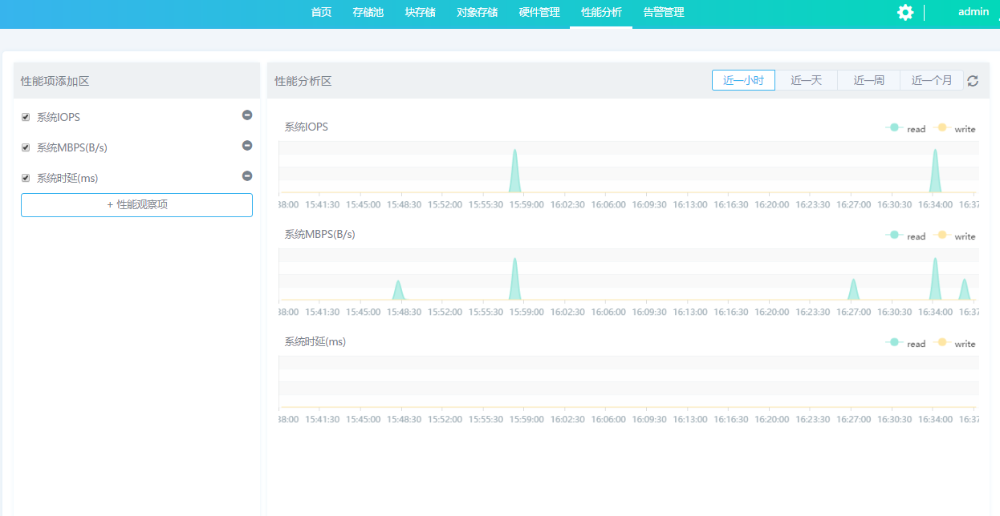 首页 存储池 块存储 对象存储 硬件管理 性能分析 告警管理 admin
性能项添加区
系统IOPS
系统MBPS(B/s)
系统时延(ms)
+ 性能观察项
性能分析区 近一小时 近一天 近一周 近一个月
系统IOPS read write
38:00 15:41:30 15:45:00 15:48:30 15:52:00 15:55:30 15:59:00 16:02:30 16:06:00 16:09:30 16:13:00 16:16:30 16:20:00 16:23:30 16:27:00 16:30:30 16:34:00 16:37
系统MBPS(B/s) read write
38:00 15:41:30 15:45:00 15:48:30 15:52:00 15:55:30 15:59:00 16:02:30 16:06:00 16:09:30 16:13:00 16:16:30 16:20:00 16:23:30 16:27:00 16:30:30 16:34:00 16:37
系统时延(ms) read write
38:00 15:41:30 15:45:00 15:48:30 15:52:00 15:55:30 15:59:00 16:02:30 16:06:00 16:09:30 16:13:00 16:16:30 16:20:00 16:23:30 16:27:00 16:30:30 16:34:00 16:37